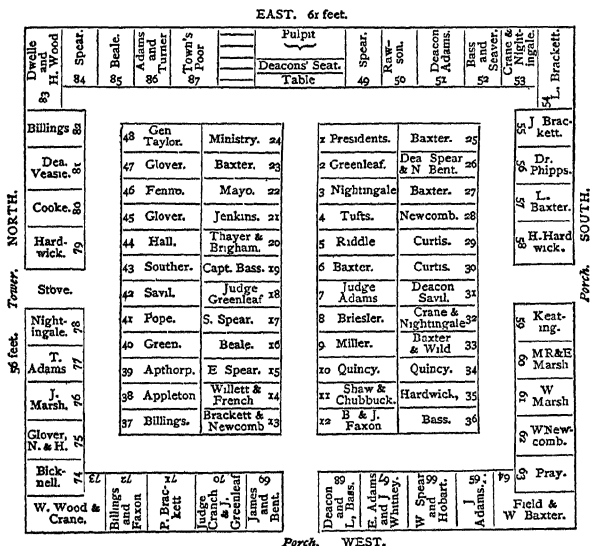 EAST. 61 feet.
Dwelle and H. Wood 83
Spear. 84
Beale. 85
Adams and Turner 86
Town's Poor 87
Pulpit
Deacons' Seat.
Table
Spear. 49
Rawson. 50
Deacon Adams. 51
Bass and Seaver. 52
Crane & Nightingale. 53
L. Brackett. 54
Billings 82
Dea. Veasie. 81
Cooke. 80
Hardwick. 79
Stove.
Nightingale. 78
T. Adams 77
J. Marsh. 76
Glover, N. & H. 75
Bicknell. 74
NORTH.
Tower.
56 feet.
48 Gen Taylor. Ministry. 24
47 Glover. Baxter. 23
46 Fenno. Mayo. 22
45 Glover. Jenkins. 21
44 Hall. Thayer & Brigham. 20
43 Souther. Capt. Bass. 19
42 Savil. Judge Greenleaf 18
41 Pope. S. Spear. 17
40 Green. Beale. 16
39 Apthorp. E Spear. 15
38 Appleton Willett & French 14
37 Billings. Brackett & Newcomb 13
1 Presidents. Baxter. 25
2 Greenleaf. Dea Spear & N Bent. 26
3 Nightingale Baxter. 27
4 Tufts. Newcomb. 28
5 Riddle Curtis. 29
6 Baxter. Curtis. 30
7 Judge Adams Deacon Savil. 31
8 Briesler. Crane & Nightingale 32
9 Miller. Baxter & Wild 33
10 Quincy. Quincy. 34
11 Shaw & Chubbuck. Hardwick, 35
12 B & J. Faxon Bass. 36
55 J Brackett.
56 Dr. Phipps.
57 L. Baxter.
58 H. Hardwick.
SOUTH.
Porch.
59 Keating.
60 MR&E Marsh
61 W Marsh
62 WNewcomb.
63 Pray.
W. Wood & Crane. 73
Billings and Faxon 72
P. Brackett 71
Judge Cranch & J. Greenleaf 70
James and Bent. 69
Deacon and L, Bass. 68
E. Adams and J Whitney. 67
W Spear and Hobart. 66
J Adams. 65
64 Field & W Baxter.
Porch. WEST.